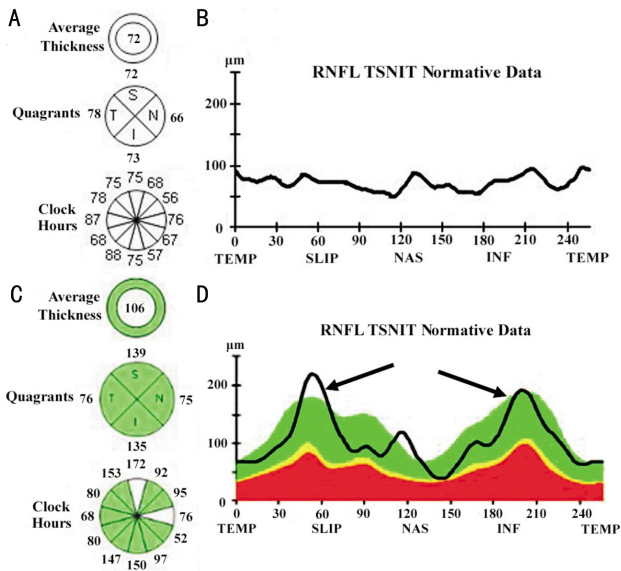 A
Average
Thickness
72
72
Quagrants
78
S
T
N
I
66
73
75
75
68
78
56
Clock
Hours
87
76
68
67
88
75
57
B
RNFL TSNIT Normative Data
µm
200
100
0
0 30 60 90 120 150 180 210 240
TEMP SLIP NAS INF TEMP
C
Average
Thickness
106
139
Quagrants
76
S
T
N
I
75
135
172
153
92
80
95
Clock
Hours
68
76
80
52
147
150
97
D
RNFL TSNIT Normative Data
µm
200
100
0
0 30 60 90 120 150 180 210 240
TEMP SLIP NAS INF TEMP